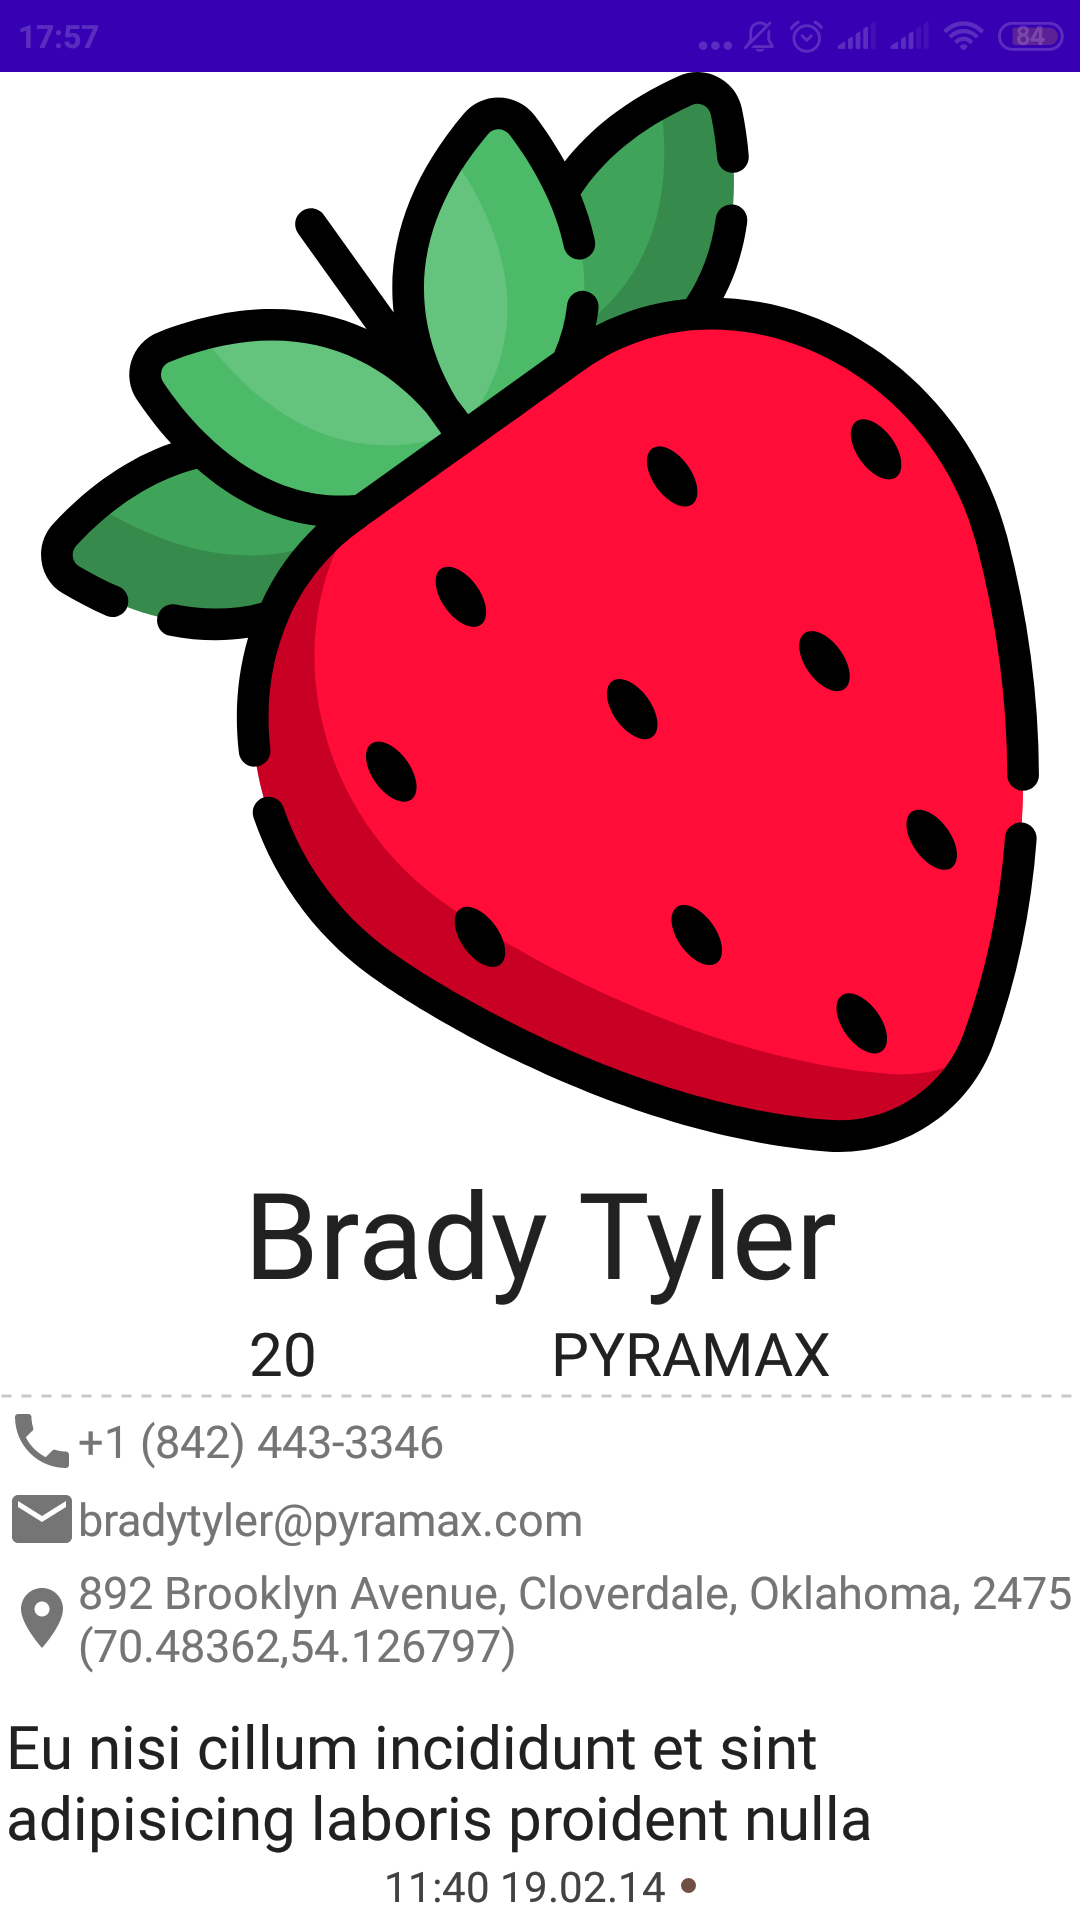 17:57
84
Brady Tyler
20 PYRAMAX
+1 (842) 443-3346
bradytyler@pyramax.com
892 Brooklyn Avenue, Cloverdale, Oklahoma, 2475
(70.48362,54.126797)
Eu nisi cillum incididunt et sint
adipisicing laboris proident nulla
11:40 19.02.14